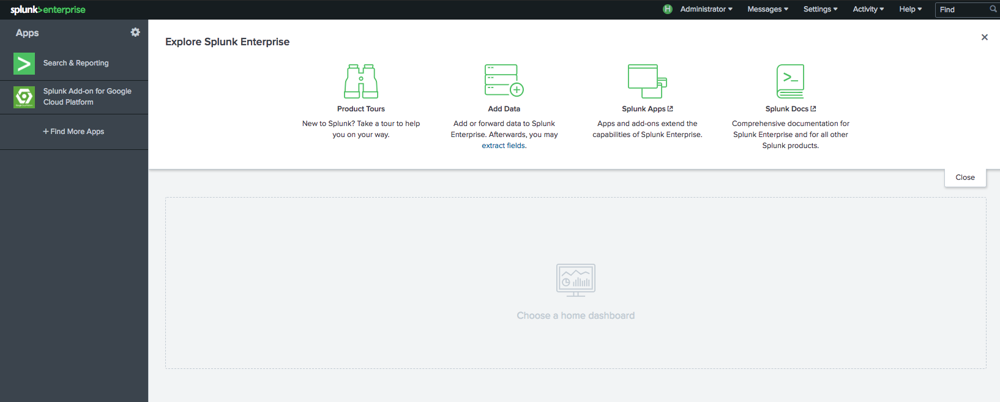 splunk>enterprise
H Administrator Messages Settings Activity Help Find
Apps
Search & Reporting
Splunk Add-on for Google
Cloud Platform
+ Find More Apps
Explore Splunk Enterprise
Product Tours
New to Splunk? Take a tour to help
you on your way.
Add Data
Add or forward data to Splunk
Enterprise. Afterwards, you may
extract fields.
Splunk Apps
Apps and add-ons extend the
capabilities of Splunk Enterprise.
>_
Splunk Docs
Comprehensive documentation for
Splunk Enterprise and for all other
Splunk products.
Close
Choose a home dashboard